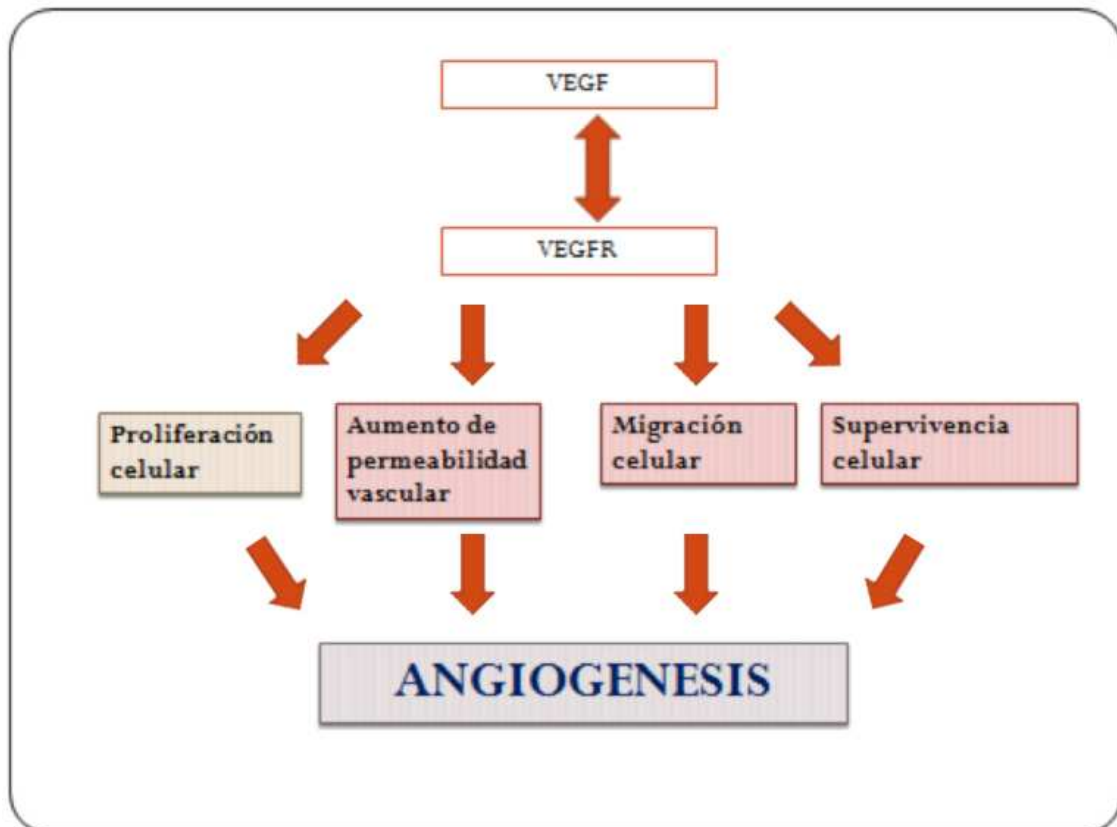 VEGF
VEGFR
Proliferación
celular
Aumento de
permeabilidad
vascular
Migración
celular
Supervivencia
celular
ANGIOGENESIS